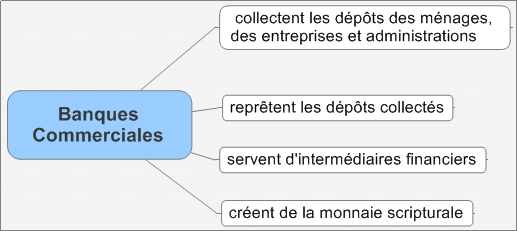 Banques
Commerciales
collectent les dépôts des ménages,
des entreprises et administrations
reprêtent les dépôts collectés
servent d'intermédiaires financiers
créent de la monnaie scripturale